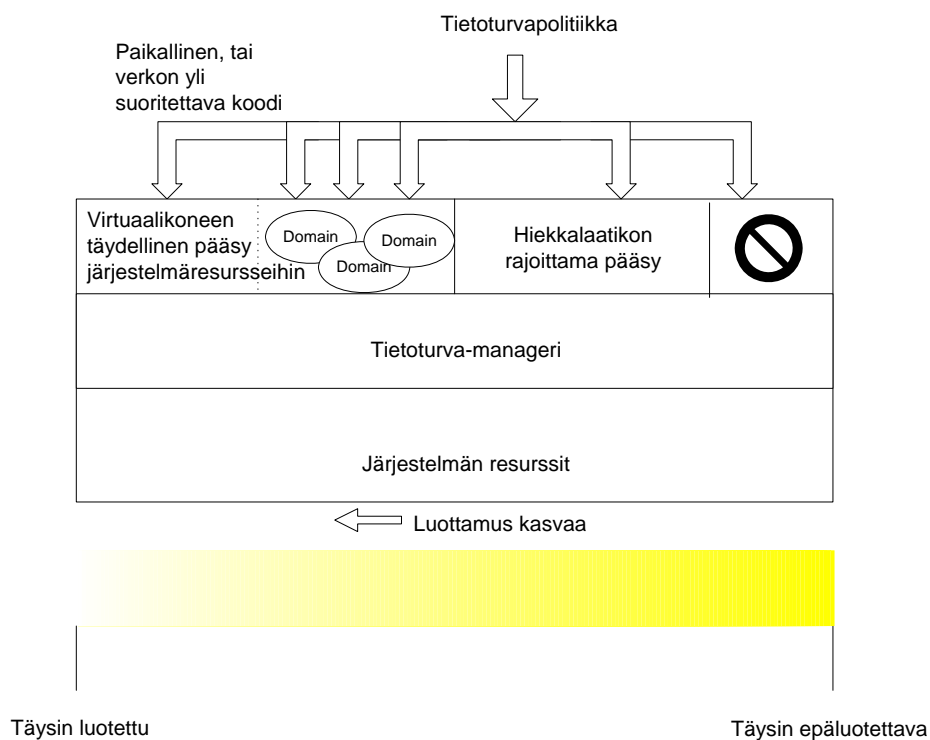 Tietoturvapolitiikka
Paikallinen, tai
verkon yli
suoritettava koodi
Virtuaalikoneen
täydellinen pääsy
järjestelmäresursseihin
Domain
Domain
Domain
Hiekkalaatikon
rajoittama pääsy
Tietoturva-manageri
Järjestelmän resurssit
Luottamus kasvaa
Täysin luotettu
Täysin epäluotettava